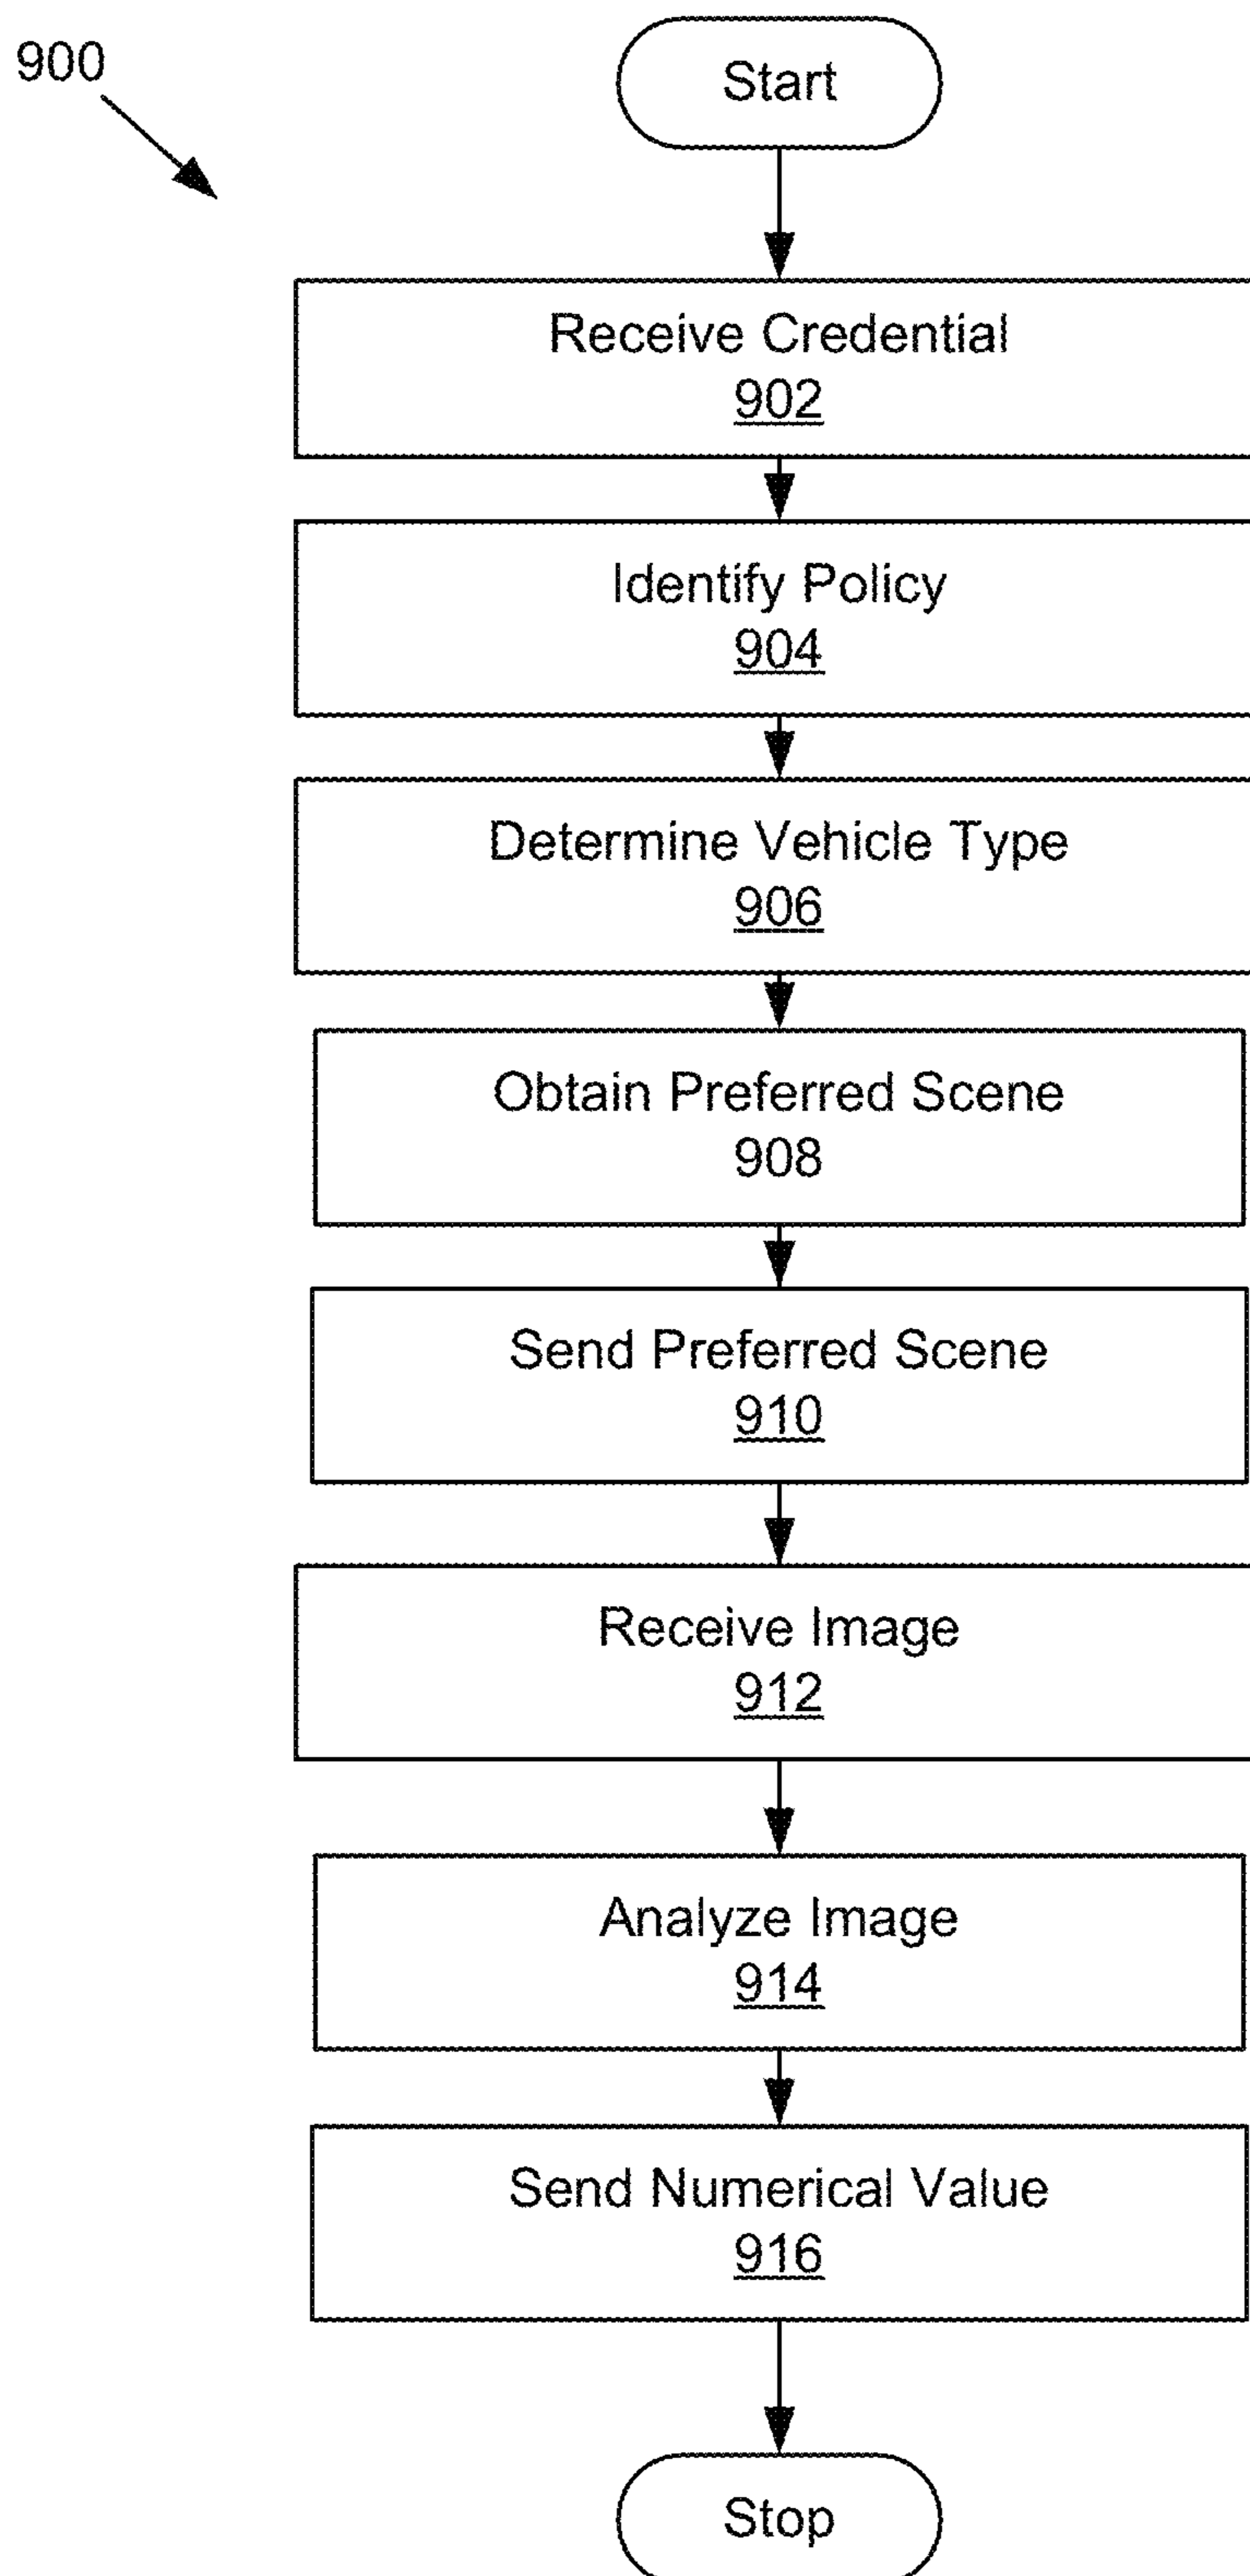 900
Start
Receive Credential
902
Identify Policy
904
Determine Vehicle Type
906
Obtain Preferred Scene
908
Send Preferred Scene
910
Receive Image
912
Analyze Image
914
Send Numerical Value
916
Stop